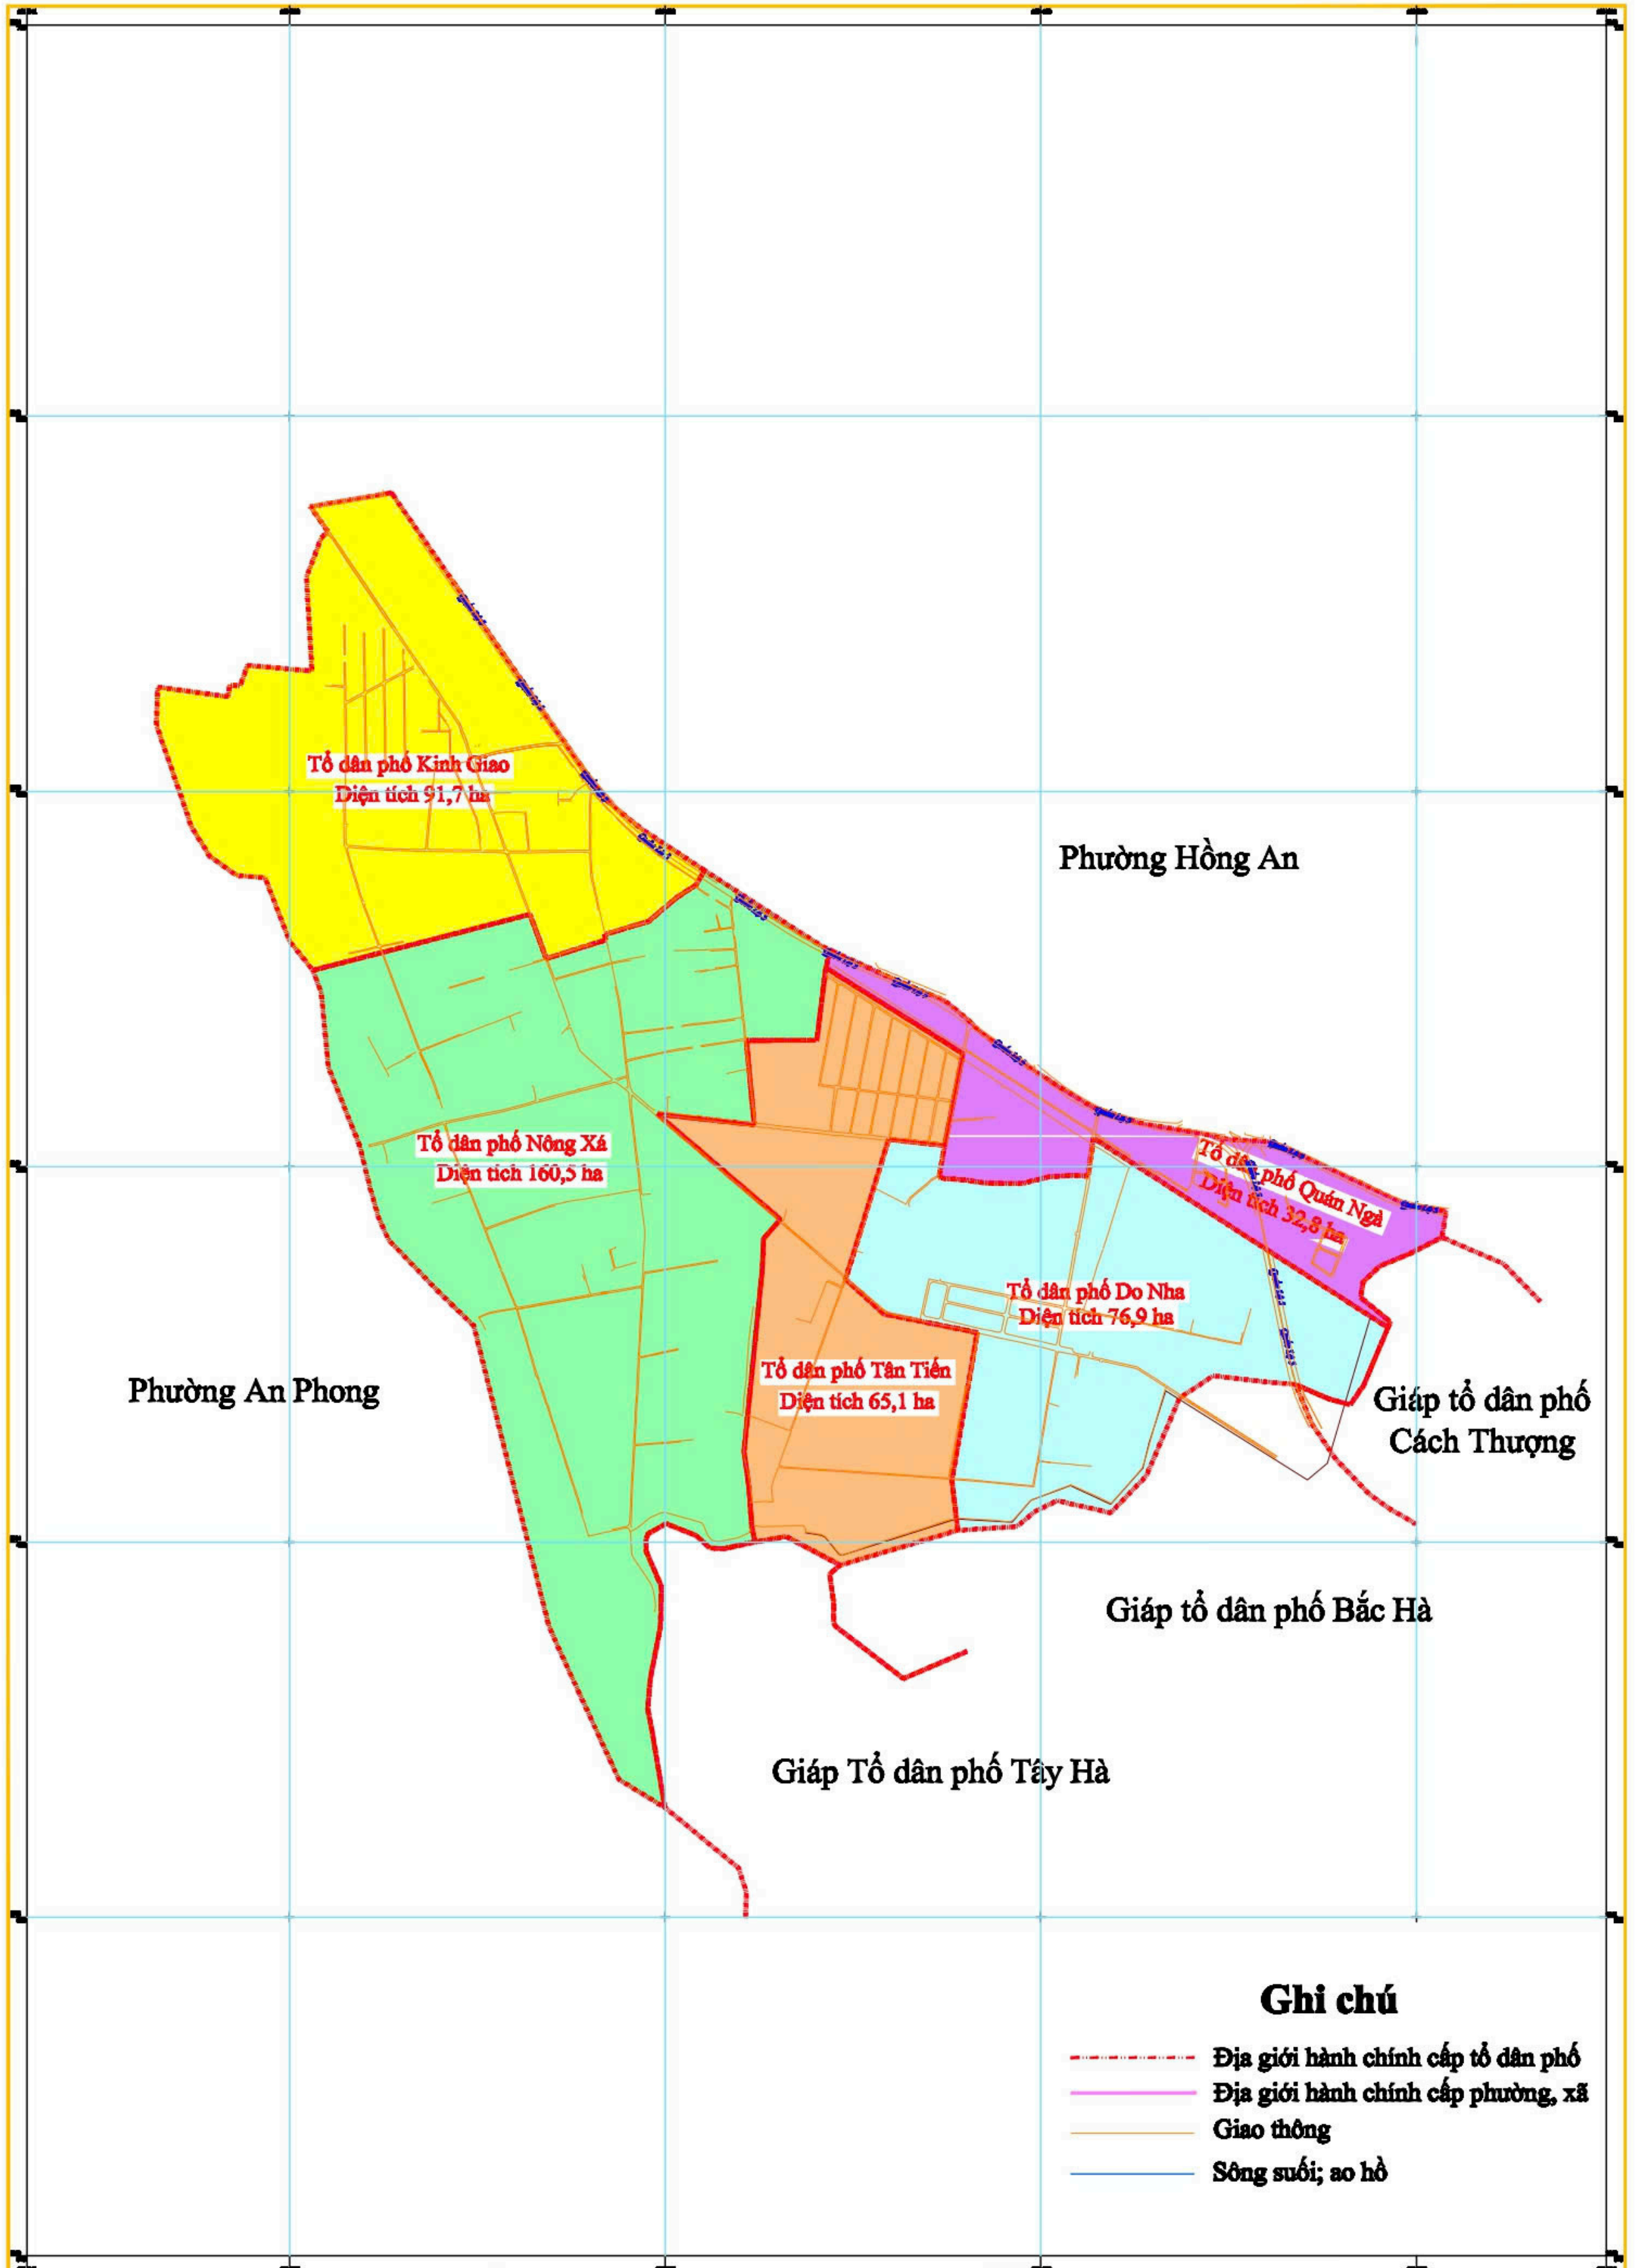 Tổ dân phố Kinh Giao
Diện tích 91,7 ha
Phường Hồng An
Tổ dân phố Nông Xá
Diện tích 160,5 ha
Tổ dân phố Quán Ngà
Diện tích 32,8 ha
Tổ dân phố Do Nha
Diện tích 76,9 ha
Tổ dân phố Tân Tiến
Diện tích 65,1 ha
Phường An Phong
Giáp tổ dân phố
Cách Thượng
Giáp tổ dân phố Bắc Hà
Giáp Tổ dân phố Tây Hà
Ghi chú
Địa giới hành chính cấp tổ dân phố
Địa giới hành chính cấp phường, xã
Giao thông
Sông suối; ao hồ